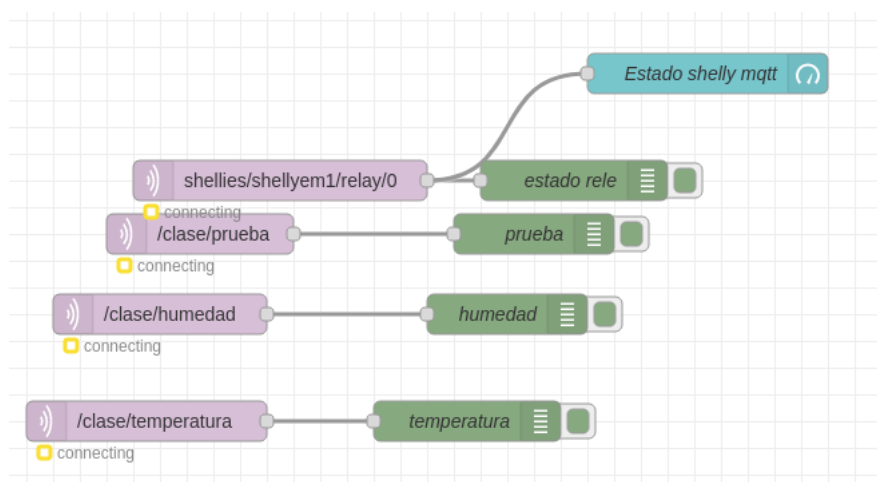 Estado shelly mqtt
shellies/shellyem1/relay/0
estado rele
connecting
/clase/prueba
prueba
connecting
/clase/humedad
humedad
connecting
/clase/temperatura
temperatura
connecting